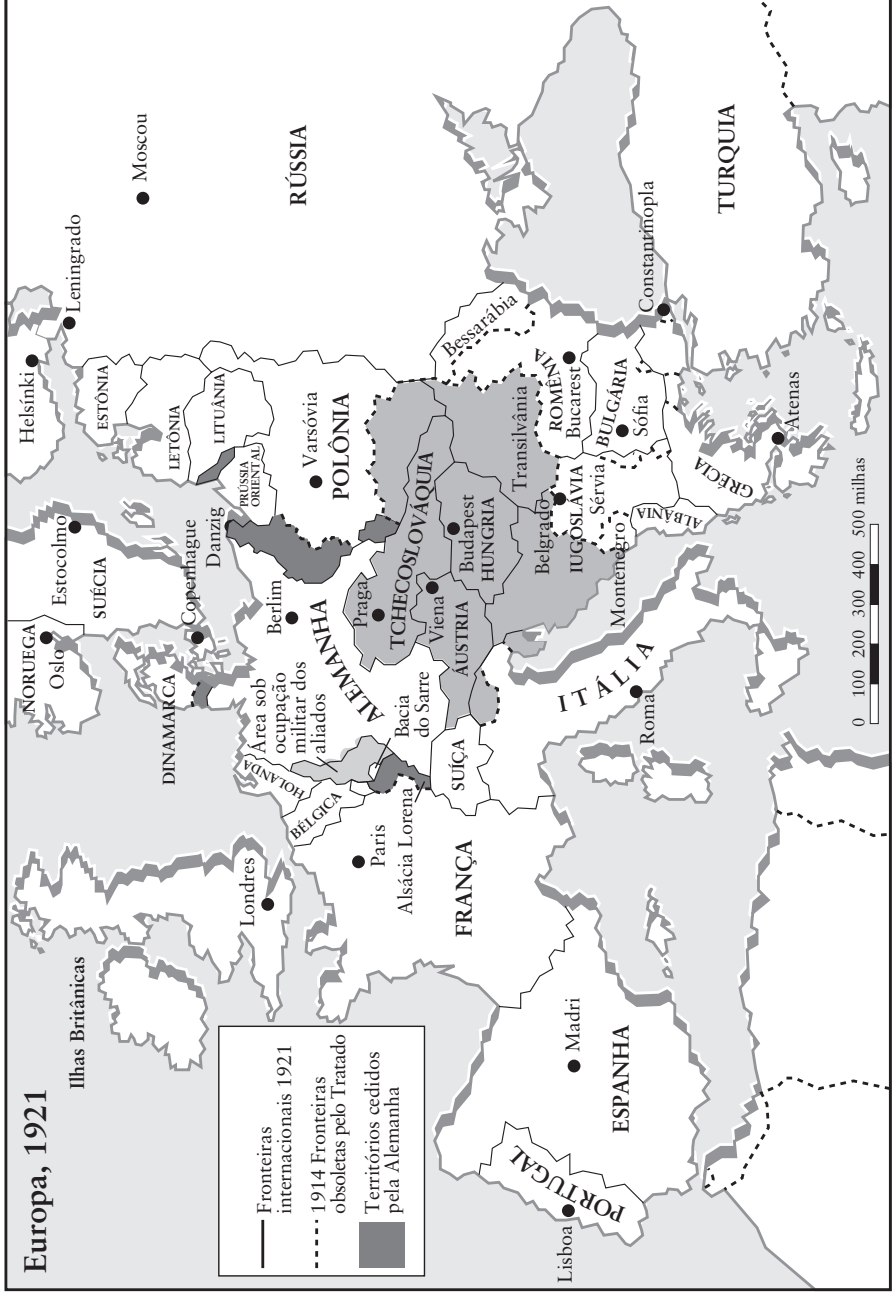 Europa, 1921
Ilhas Britânicas
Fronteiras
internacionais 1921
1914 Fronteiras
obsoletas pelo Tratado
Territórios cedidos
pela Alemanha
NORUEGA
Oslo
Estocolmo
SUÉCIA
Helsinki
Leningrado
Moscou
RÚSSIA
ESTÔNIA
LETÔNIA
LITUÂNIA
PRÚSSIA
ORIENTAL
DINAMARCA
Copenhague
Danzig
Londres
HOLANDA
BÉLGICA
Área sob
ocupação
militar dos
aliados
Berlim
ALEMANHA
Varsóvia
POLÔNIA
Paris
Alsácia Lorena
Bacia
do Sarre
FRANÇA
SUÍÇA
Praga
TCHECOSLOVÁQUIA
Viena
ÁUSTRIA
Budapest
HUNGRIA
Transilvânia
Bessarábia
ROMÊNIA
Bucarest
Belgrado
IUGOSLÁVIA
Sérvia
Montenegro
BULGÁRIA
Sófia
ALBÂNIA
GRÉCIA
Atenas
Constantinopla
TURQUIA
ITÁLIA
Roma
Madri
ESPANHA
PORTUGAL
Lisboa
0 100 200 300 400 500 milhas